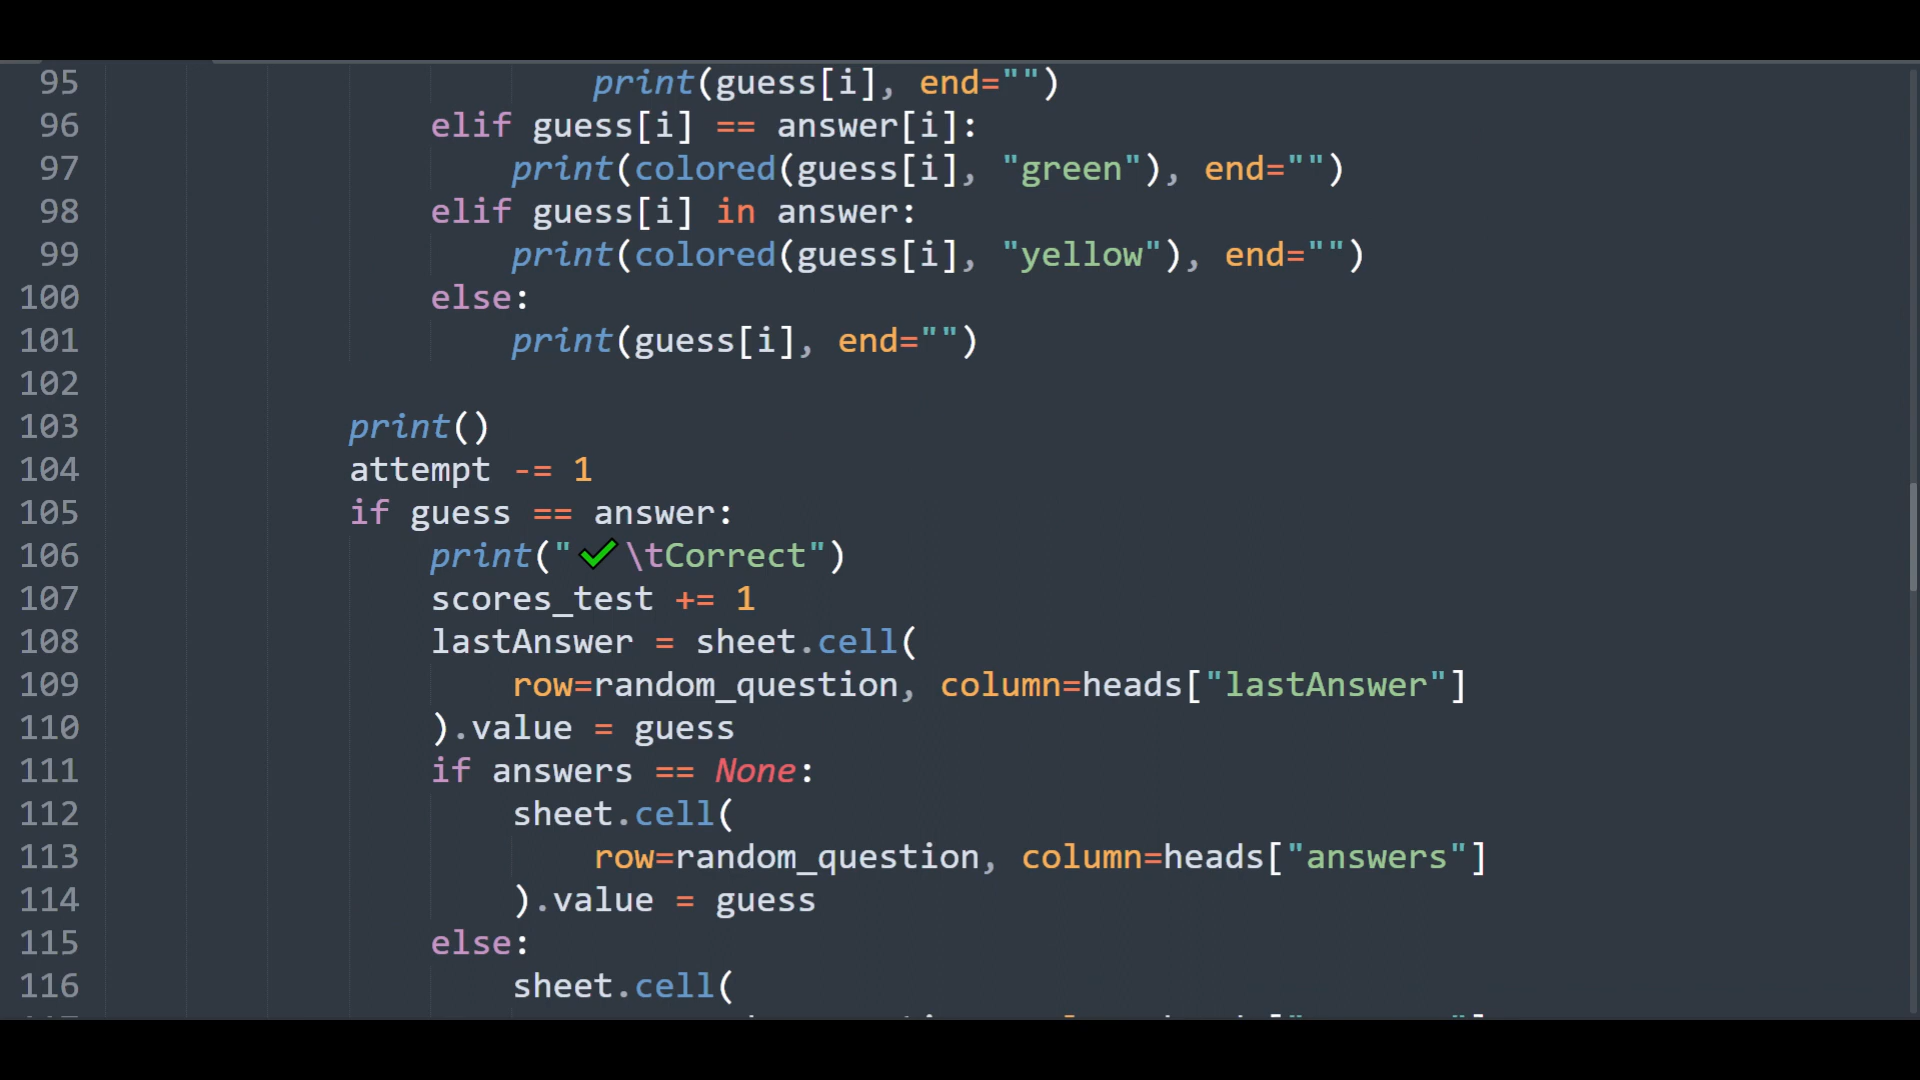 95 print(guess[i], end="")
96 elif guess[i] == answer[i]:
97 print(colored(guess[i], "green"), end="")
98 elif guess[i] in answer:
99 print(colored(guess[i], "yellow"), end="")
100 else:
101 print(guess[i], end="")
102
103 print()
104 attempt -= 1
105 if guess == answer:
106 print("✔\tCorrect")
107 scores_test += 1
108 lastAnswer = sheet.cell(
109 row=random_question, column=heads["lastAnswer"]
110 ).value = guess
111 if answers == None:
112 sheet.cell(
113 row=random_question, column=heads["answers"]
114 ).value = guess
115 else:
116 sheet.cell(